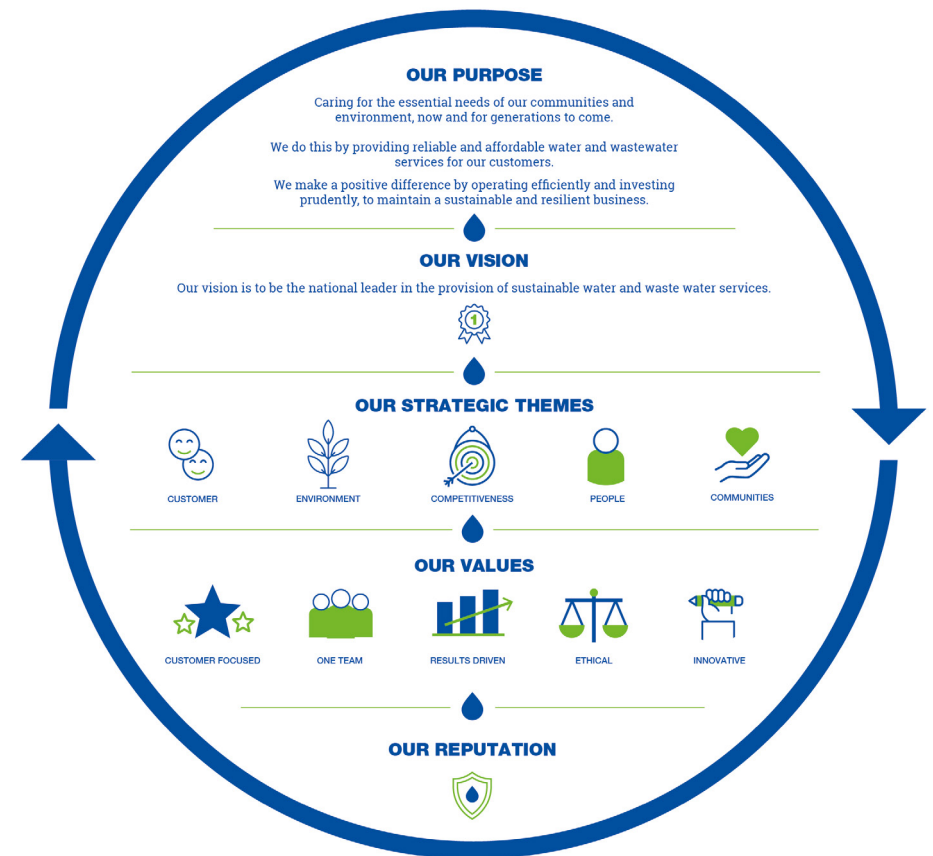 OUR PURPOSE
Caring for the essential needs of our communities and
environment, now and for generations to come.
We do this by providing reliable and affordable water and wastewater
services for our customers.
We make a positive difference by operating efficiently and investing
prudently, to maintain a sustainable and resilient business.
OUR VISION
Our vision is to be the national leader in the provision of sustainable water and waste water services.
1
OUR STRATEGIC THEMES
CUSTOMER
ENVIRONMENT
COMPETITIVENESS
PEOPLE
COMMUNITIES
OUR VALUES
CUSTOMER FOCUSED
ONE TEAM
RESULTS DRIVEN
ETHICAL
INNOVATIVE
OUR REPUTATION